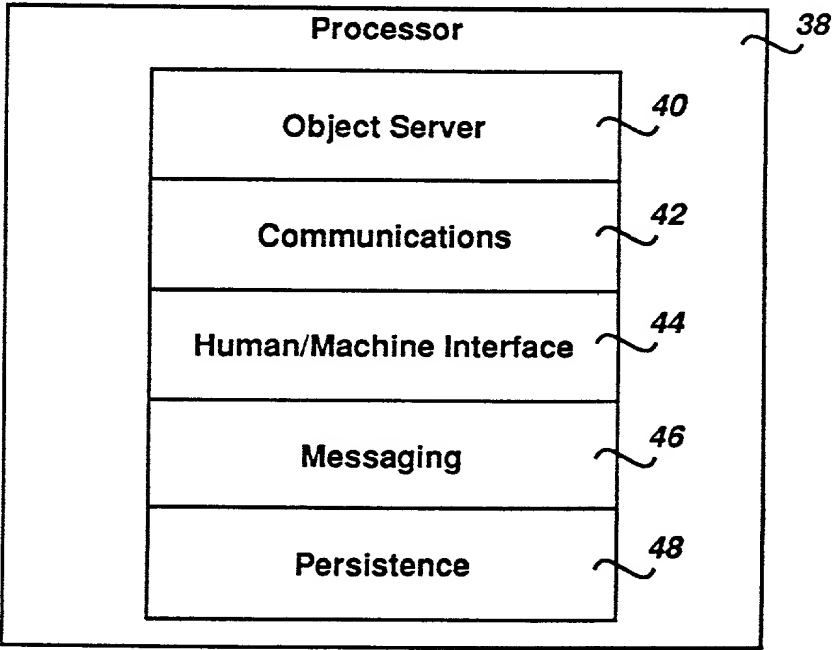 Processor 38
Object Server 40
Communications 42
Human/Machine Interface 44
Messaging 46
Persistence 48